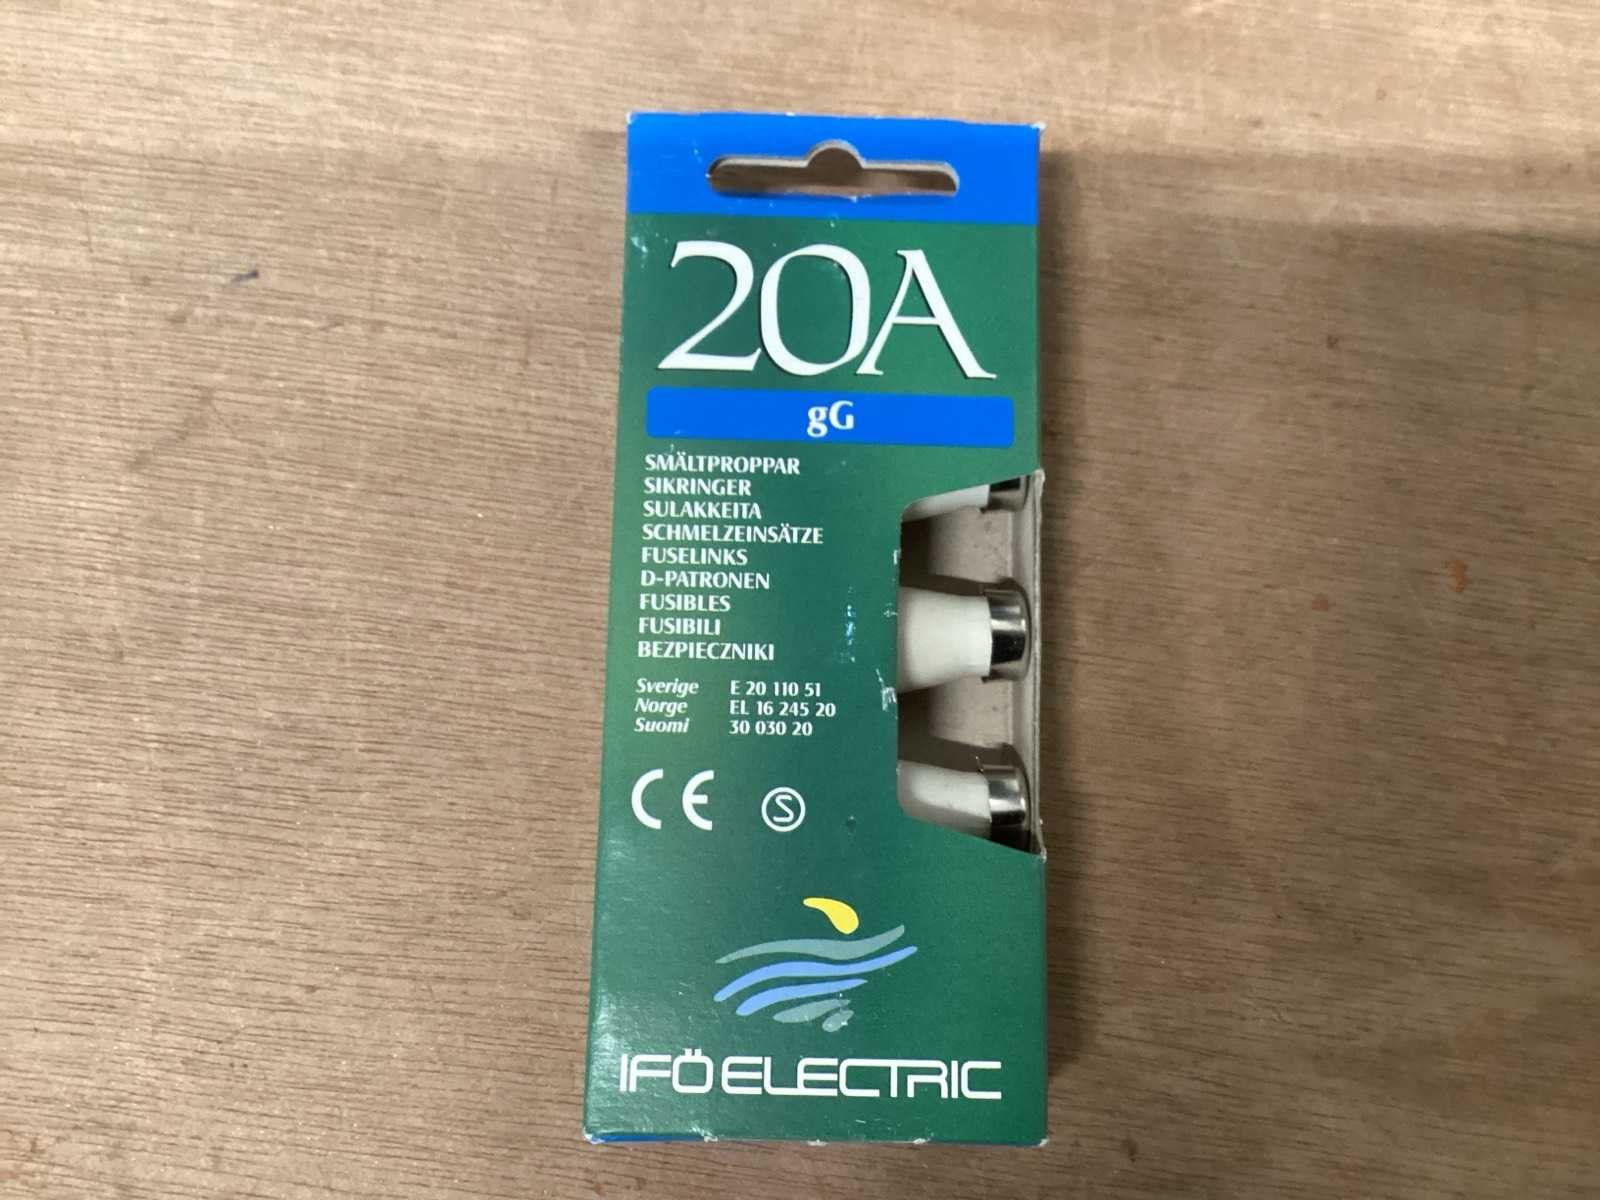 20A
gG
SMÄLTPROPPAR
SIKRINGER
SULAKKEITA
SCHMELZEINSÄTZE
FUSELINKS
D-PATRONEN
FUSIBLES
FUSIBILI
BEZPIECZNIKI
Sverige E 20 110 51
Norge EL 16 245 20
Suomi 30 030 20
CE S
IFÖ ELECTRIC